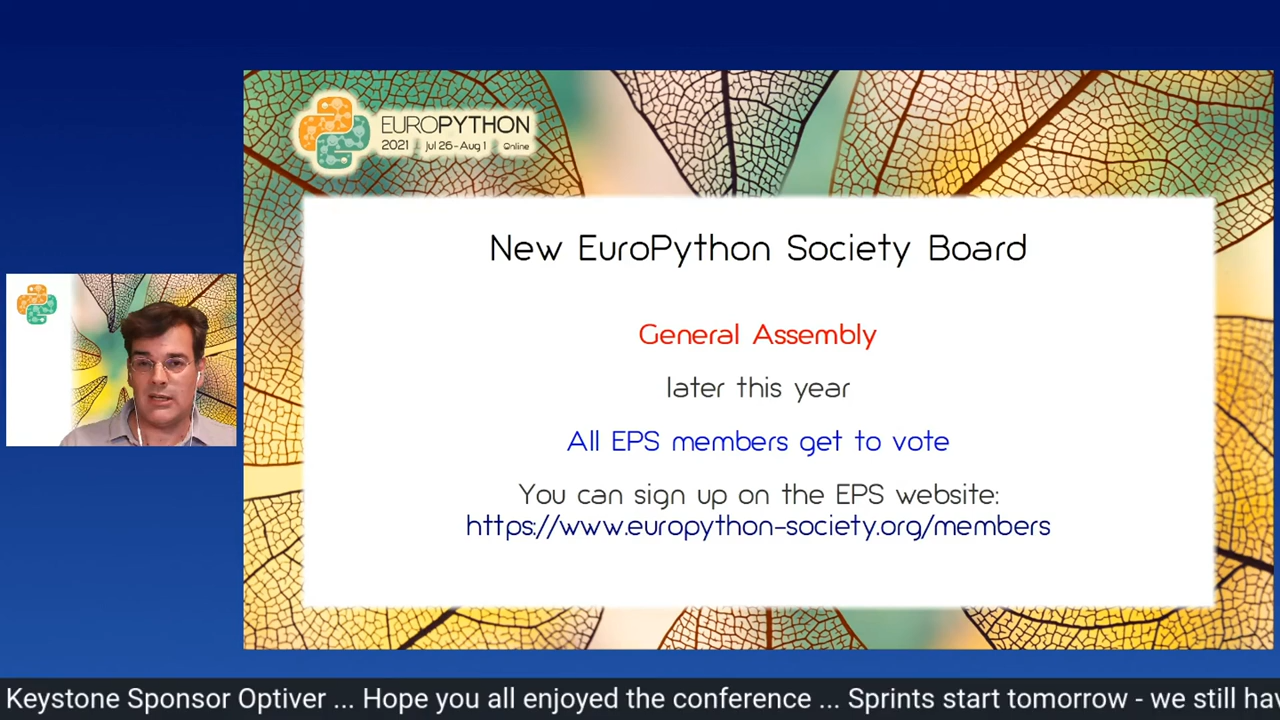 EUROPYTHON
2021 Jul 26-Aug 1 Online
New EuroPython Society Board
General Assembly
later this year
All EPS members get to vote
You can sign up on the EPS website:
https://www.europython-society.org/members
Keystone Sponsor Optiver ... Hope you all enjoyed the conference ... Sprints start tomorrow - we still hav